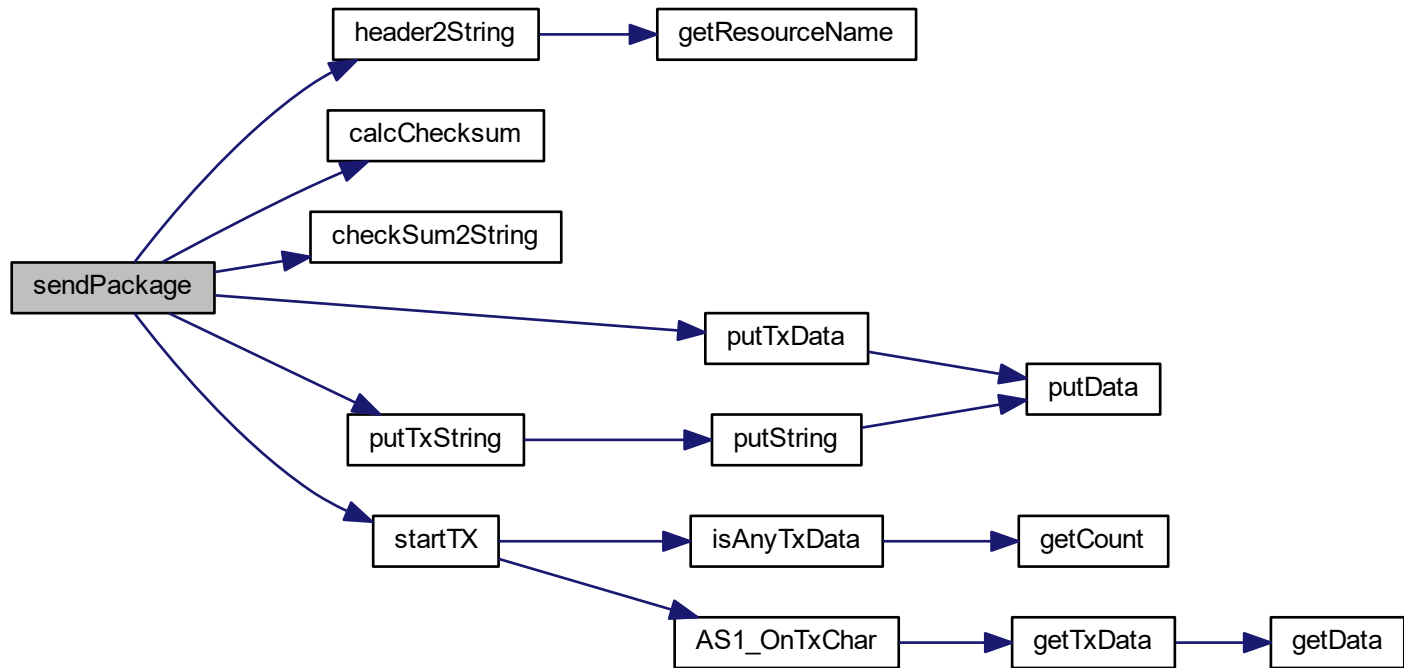 header2String
getResourceName
calcChecksum
checkSum2String
sendPackage
putTxData
putData
putTxString
putString
startTX
isAnyTxData
getCount
AS1_OnTxChar
getTxData
getData